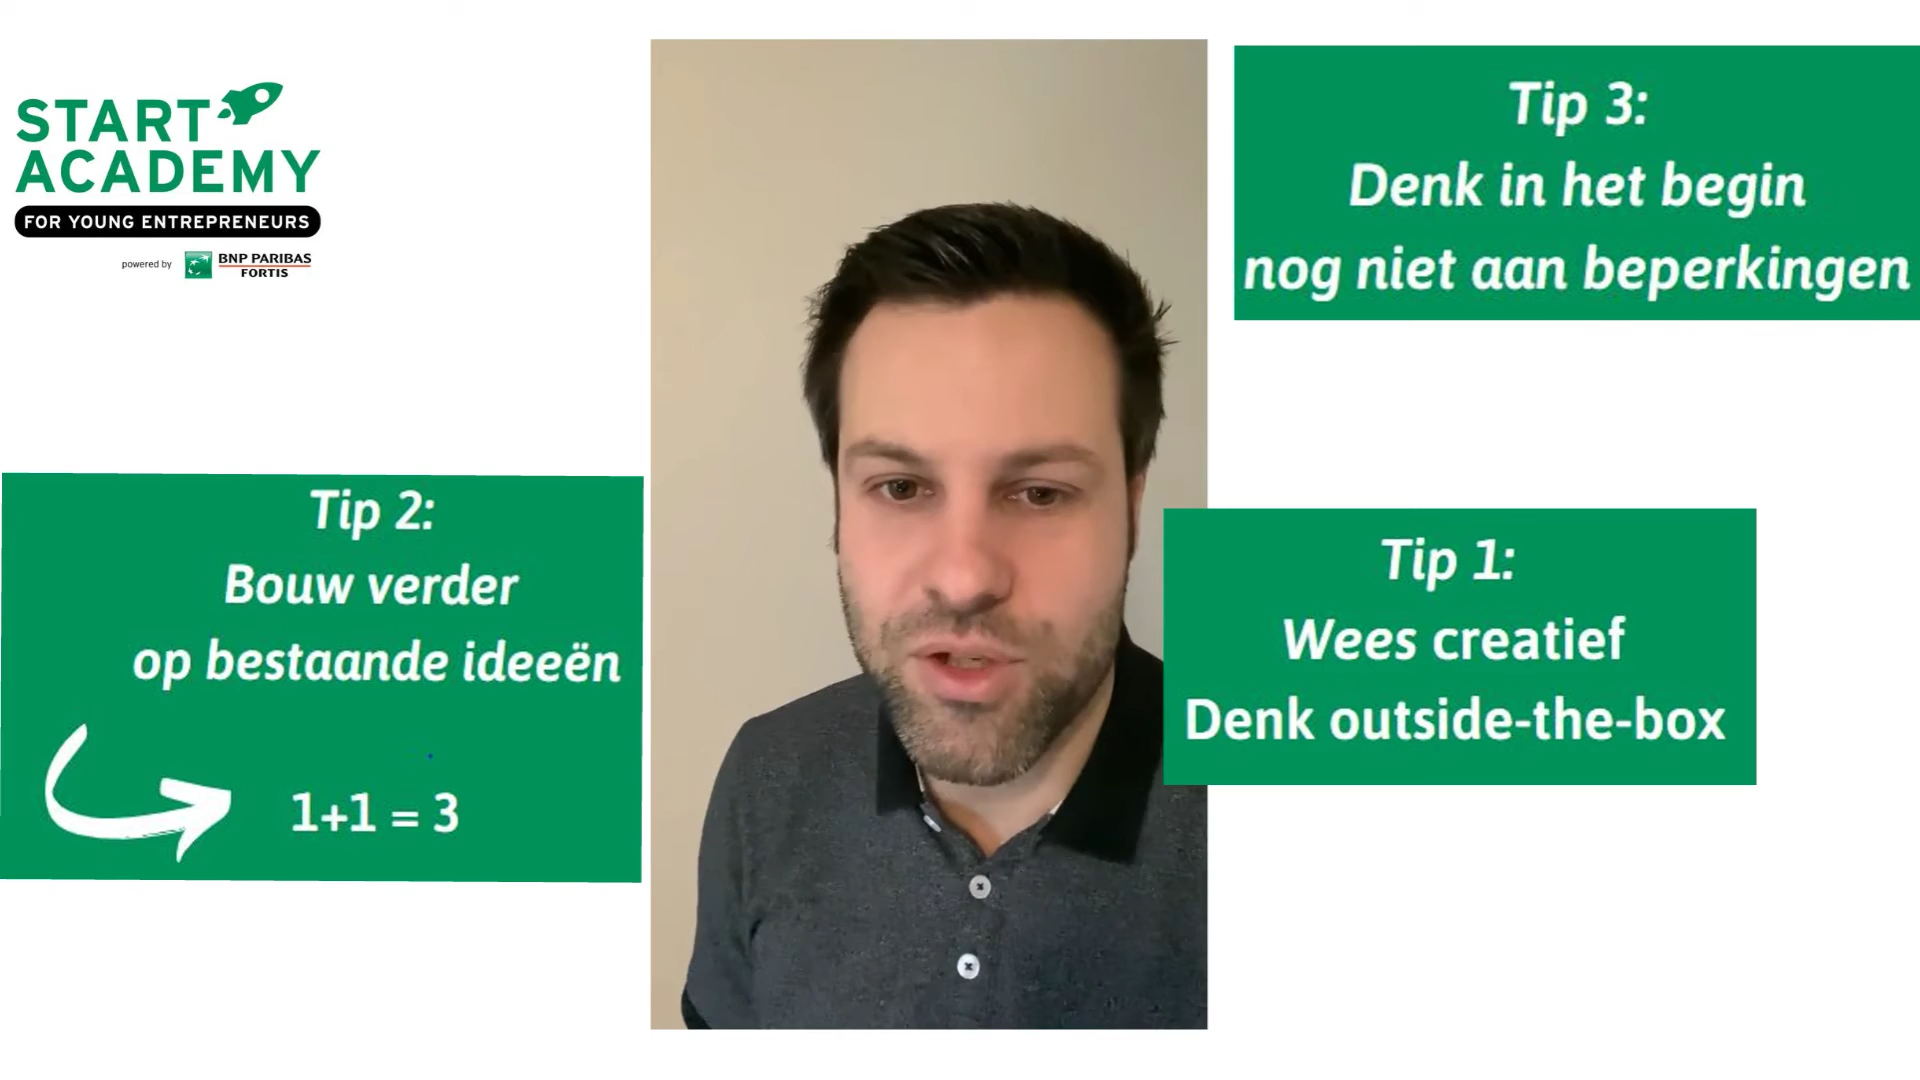 START
ACADEMY
FOR YOUNG ENTREPRENEURS
powered by
BNP PARIBAS
FORTIS
Tip 3:
Denk in het begin
nog niet aan beperkingen
Tip 2:
Bouw verder
op bestaande ideeën
1+1 = 3
Tip 1:
Wees creatief
Denk outside-the-box